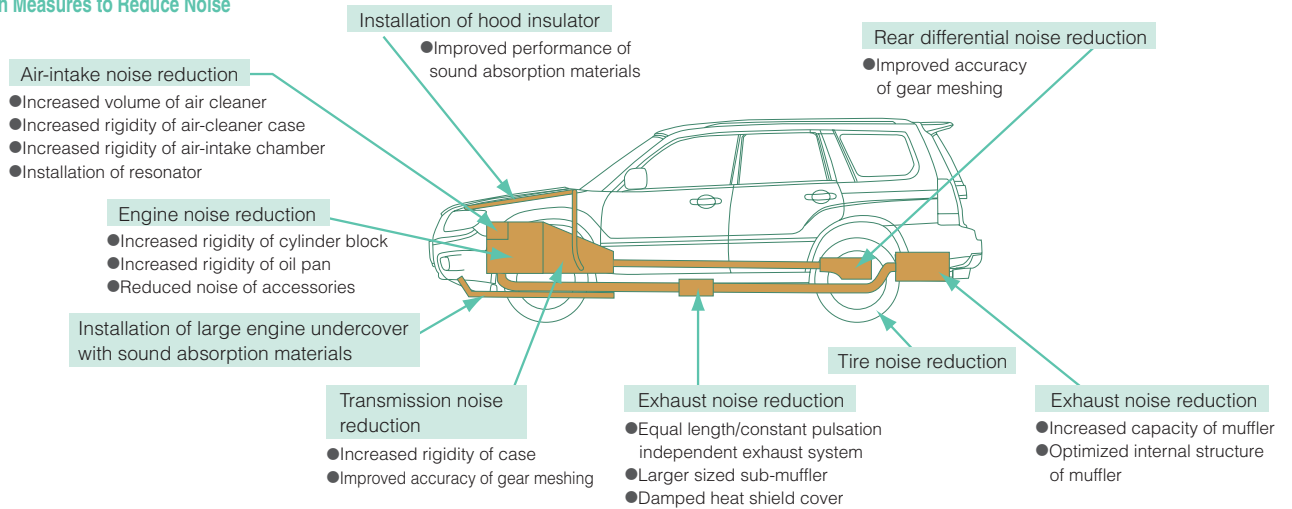 Measures to Reduce Noise
Installation of hood insulator
●Improved performance of
sound absorption materials
Rear differential noise reduction
●Improved accuracy
of gear meshing
Air-intake noise reduction
●Increased volume of air cleaner
●Increased rigidity of air-cleaner case
●Increased rigidity of air-intake chamber
●Installation of resonator
Engine noise reduction
●Increased rigidity of cylinder block
●Increased rigidity of oil pan
●Reduced noise of accessories
Installation of large engine undercover
with sound absorption materials
Tire noise reduction
Transmission noise
reduction
●Increased rigidity of case
●Improved accuracy of gear meshing
Exhaust noise reduction
●Equal length/constant pulsation
independent exhaust system
●Larger sized sub-muffler
●Damped heat shield cover
Exhaust noise reduction
●Increased capacity of muffler
●Optimized internal structure
of muffler